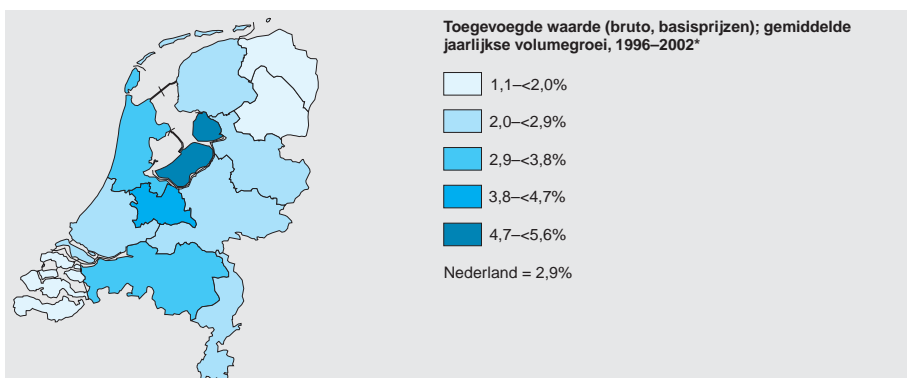 Toegevoegde waarde (bruto, basisprijzen); gemiddelde
jaarlijkse volumegroei, 1996–2002*
1,1–<2,0%
2,0–<2,9%
2,9–<3,8%
3,8–<4,7%
4,7–<5,6%
Nederland = 2,9%